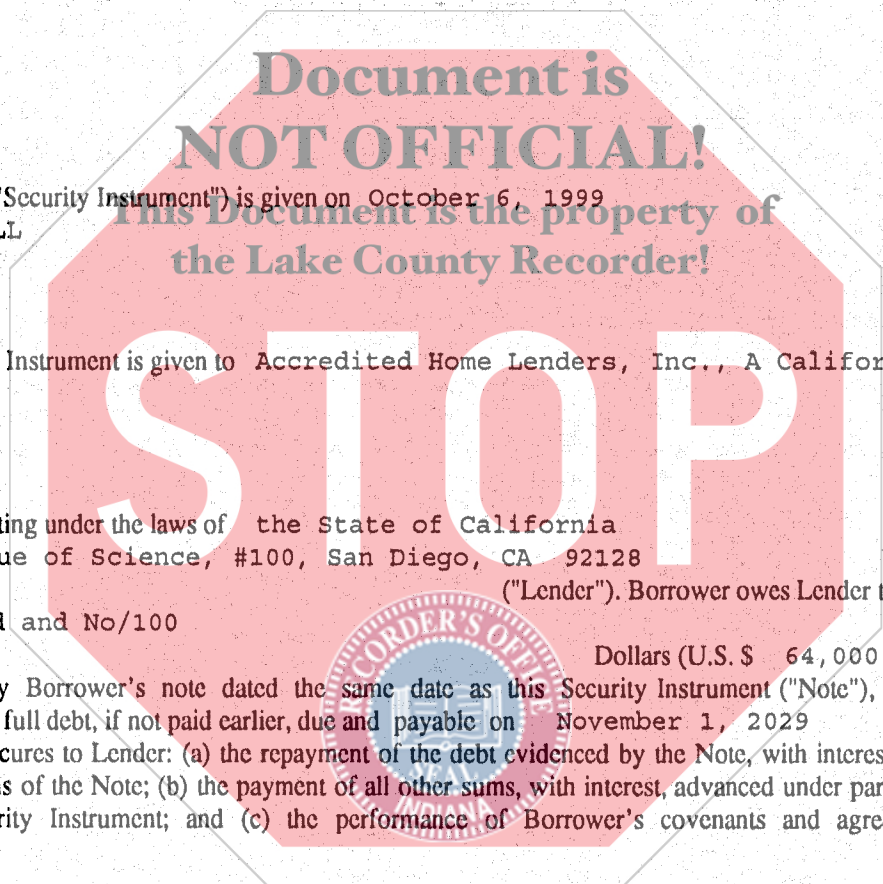 Document is
NOT OFFICIAL!
"Security Instrument") is given on October 6, 1999
This Document is the property of
LL
the Lake County Recorder!
Instrument is given to Accredited Home Lenders, Inc., A Califor
STOP
ting under the laws of the State of California
ue of Science, #100, San Diego, CA 92128
("Lender"). Borrower owes Lender t
d and No/100
Dollars (U.S. $ 64,000
y Borrower's note dated the same date as this Security Instrument ("Note"),
full debt, if not paid earlier, due and payable on November 1, 2029
cures to Lender: (a) the repayment of the debt evidenced by the Note, with interes
s of the Note; (b) the payment of all other sums, with interest, advanced under par
rity Instrument; and (c) the performance of Borrower's covenants and agre
RECORDER'S OFFICE
SEAL
INDIANA